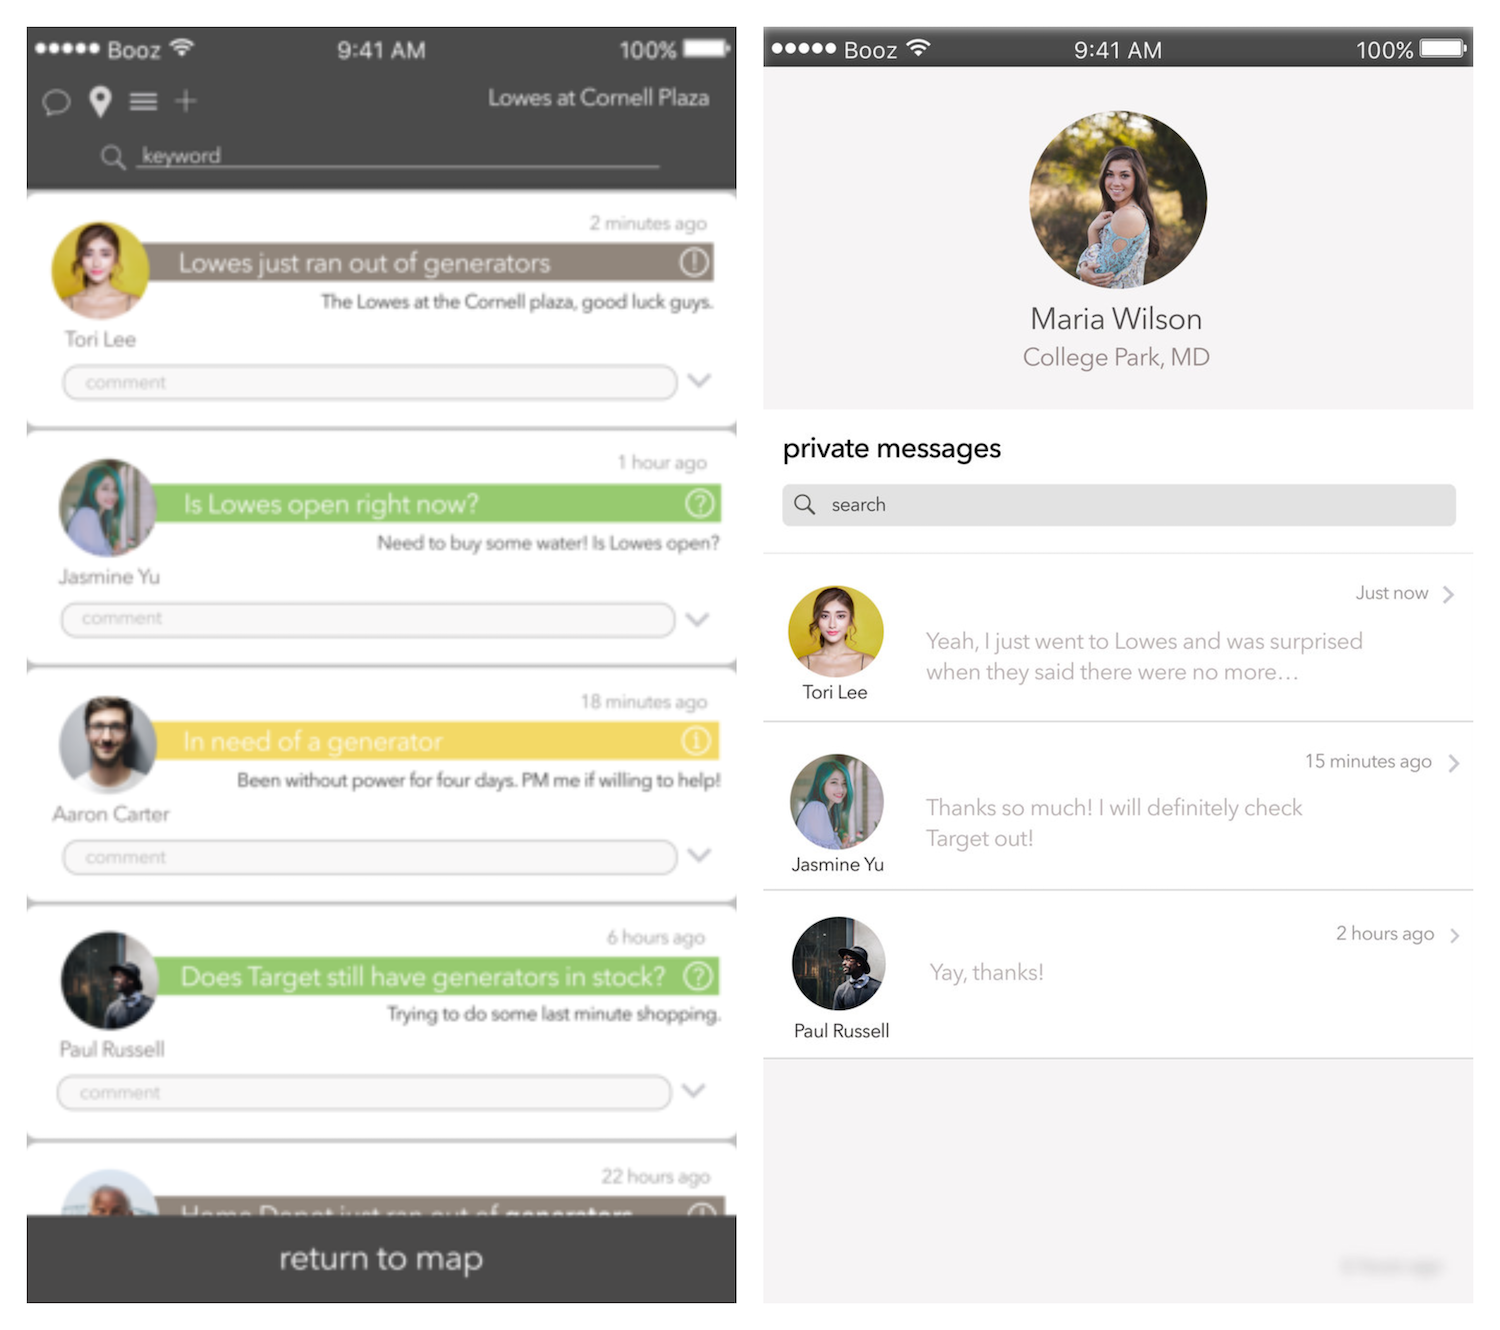 Booz 9:41 AM 100%
Lowes at Cornell Plaza
keyword
2 minutes ago
Lowes just ran out of generators
The Lowes at the Cornell plaza, good luck guys.
Tori Lee
comment
1 hour ago
Is Lowes open right now?
Need to buy some water! Is Lowes open?
Jasmine Yu
comment
18 minutes ago
In need of a generator
Been without power for four days. PM me if willing to help!
Aaron Carter
comment
6 hours ago
Does Target still have generators in stock?
Trying to do some last minute shopping.
Paul Russell
comment
22 hours ago
Home Depot just ran out of generators
return to map
Booz 9:41 AM 100%
Maria Wilson
College Park, MD
private messages
search
Just now
Yeah, I just went to Lowes and was surprised
when they said there were no more...
Tori Lee
15 minutes ago
Thanks so much! I will definitely check
Target out!
Jasmine Yu
2 hours ago
Yay, thanks!
Paul Russell